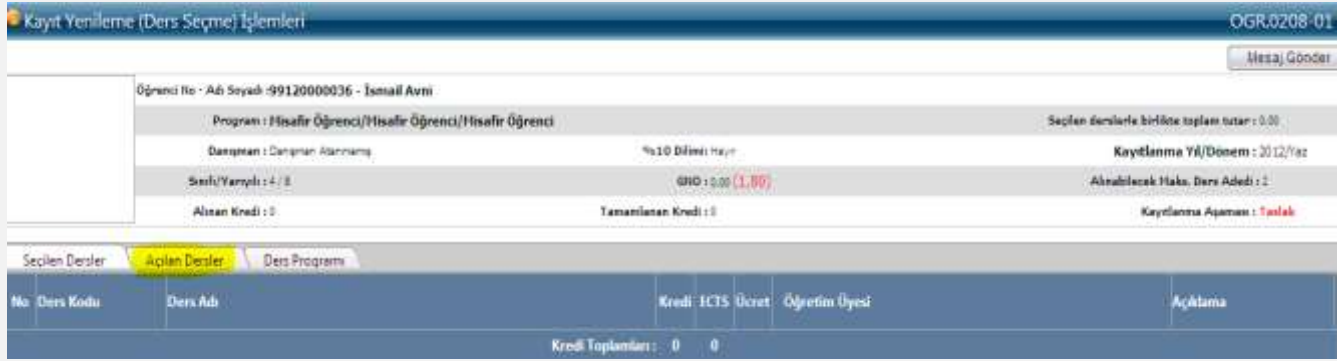 Kayıt Yenileme (Ders Seçme) İşlemleri OGR.0208-01
Mesaj Gönder
Öğrenci No - Adı Soyadı :99120000036 - İsmail Avni
Program : Misafir Öğrenci/Misafir Öğrenci/Misafir Öğrenci Seçilen derslerle birlikte toplam tutar : 0.00
Danışman : Danışman Atanmamış %10 Dilimi: Hayır Kayıtlanma Yıl/Dönem : 2012/Yaz
Sınıfı/Yarıyılı : 4 / 8 GNO : 0.00 (1.80) Alınabilecek Maks. Ders Adedi : 2
Alınan Kredi : 0 Tamamlanan Kredi : 0 Kayıtlanma Aşaması : Taslak
Seçilen Dersler Açılan Dersler Ders Programı
No Ders Kodu Ders Adı Kredi ECTS Ücret Öğretim Üyesi Açıklama
Kredi Toplamları : 0 0